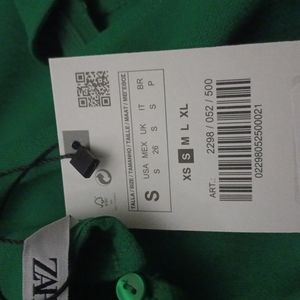 TALLA/SIZE/TAMANHO/TAILLE/MAAT/ΜΕΓΕΘΟΣ
USA MEX UK IT BR
S S 26 S S P
XS S M L XL
ART.: 2298 / 052 / 500
02298052500021
ZA